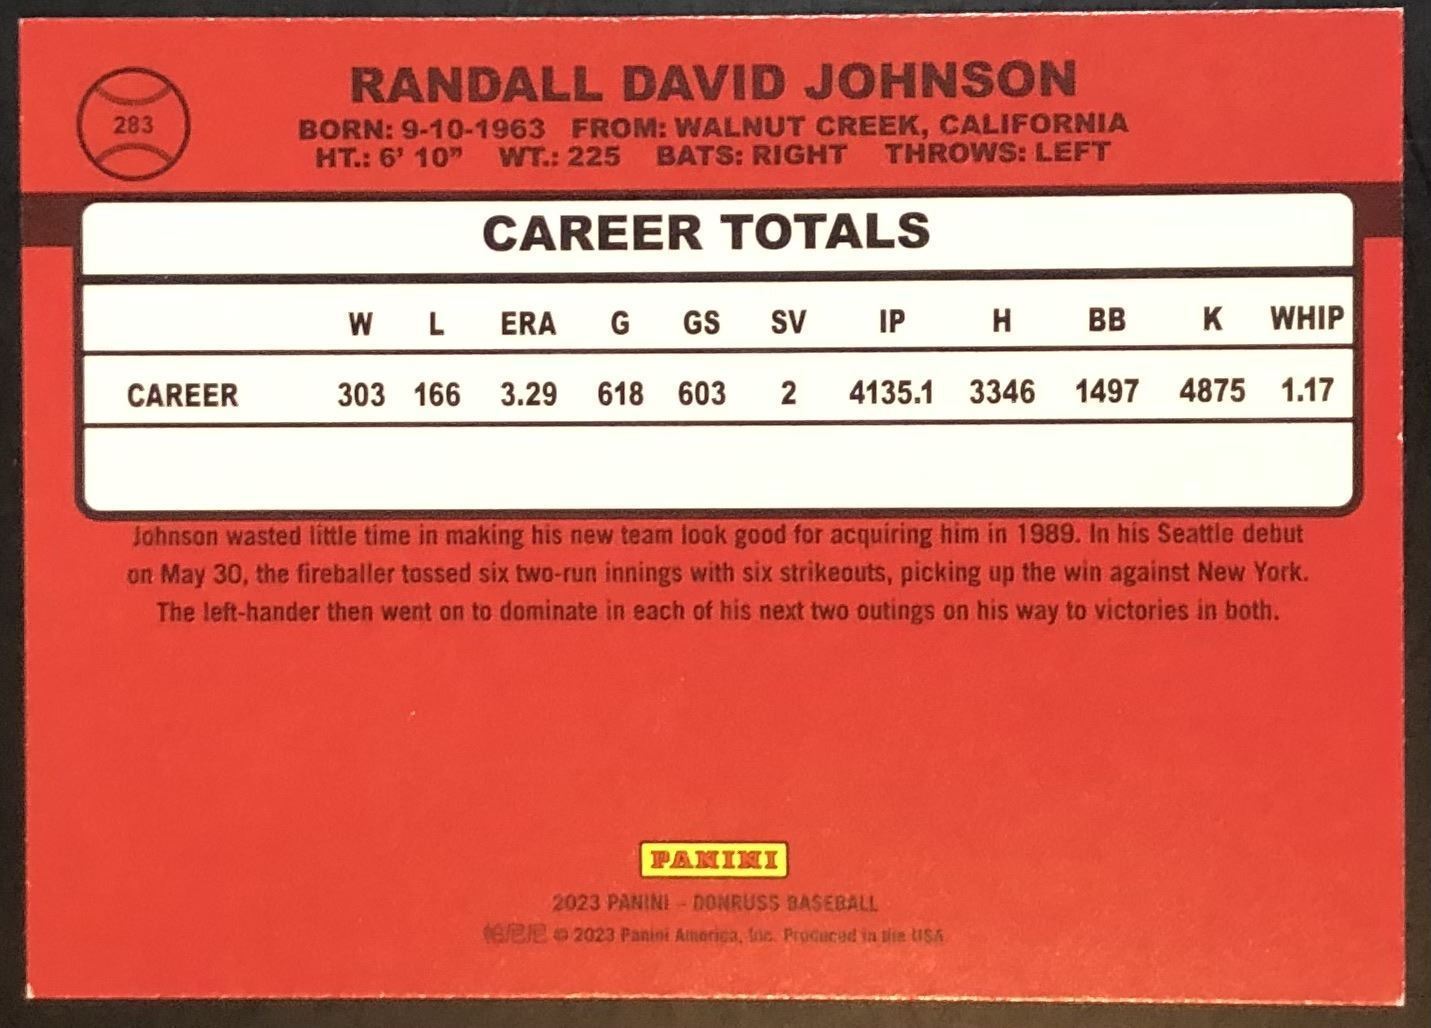 283
RANDALL DAVID JOHNSON
BORN: 9-10-1963 FROM: WALNUT CREEK, CALIFORNIA
HT.: 6' 10" WT.: 225 BATS: RIGHT THROWS: LEFT
CAREER TOTALS
W L ERA G GS SV IP H BB K WHIP
CAREER 303 166 3.29 618 603 2 4135.1 3346 1497 4875 1.17
Johnson wasted little time in making his new team look good for acquiring him in 1989. In his Seattle debut
on May 30, the fireballer tossed six two-run innings with six strikeouts, picking up the win against New York.
The left-hander then went on to dominate in each of his next two outings on his way to victories in both.
PANINI
2023 PANINI – DONRUSS BASEBALL
帕尼尼 © 2023 Panini America, Inc. Produced in the USA